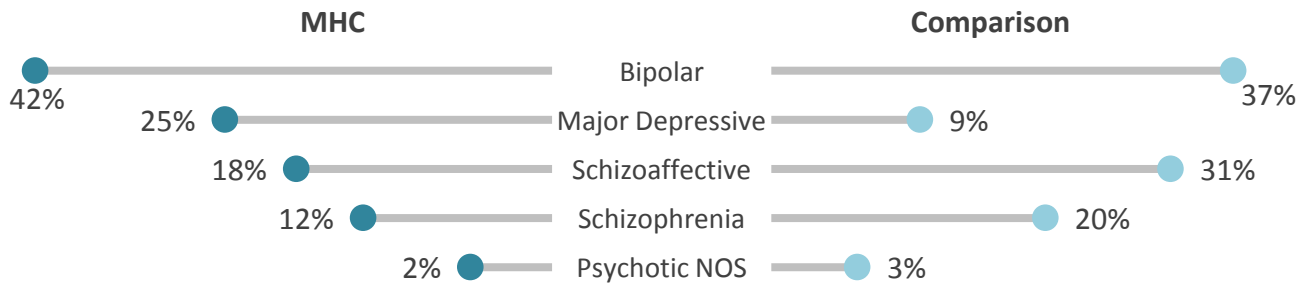 MHC Comparison
Bipolar
42% 37%
25% Major Depressive 9%
18% Schizoaffective 31%
12% Schizophrenia 20%
2% Psychotic NOS 3%